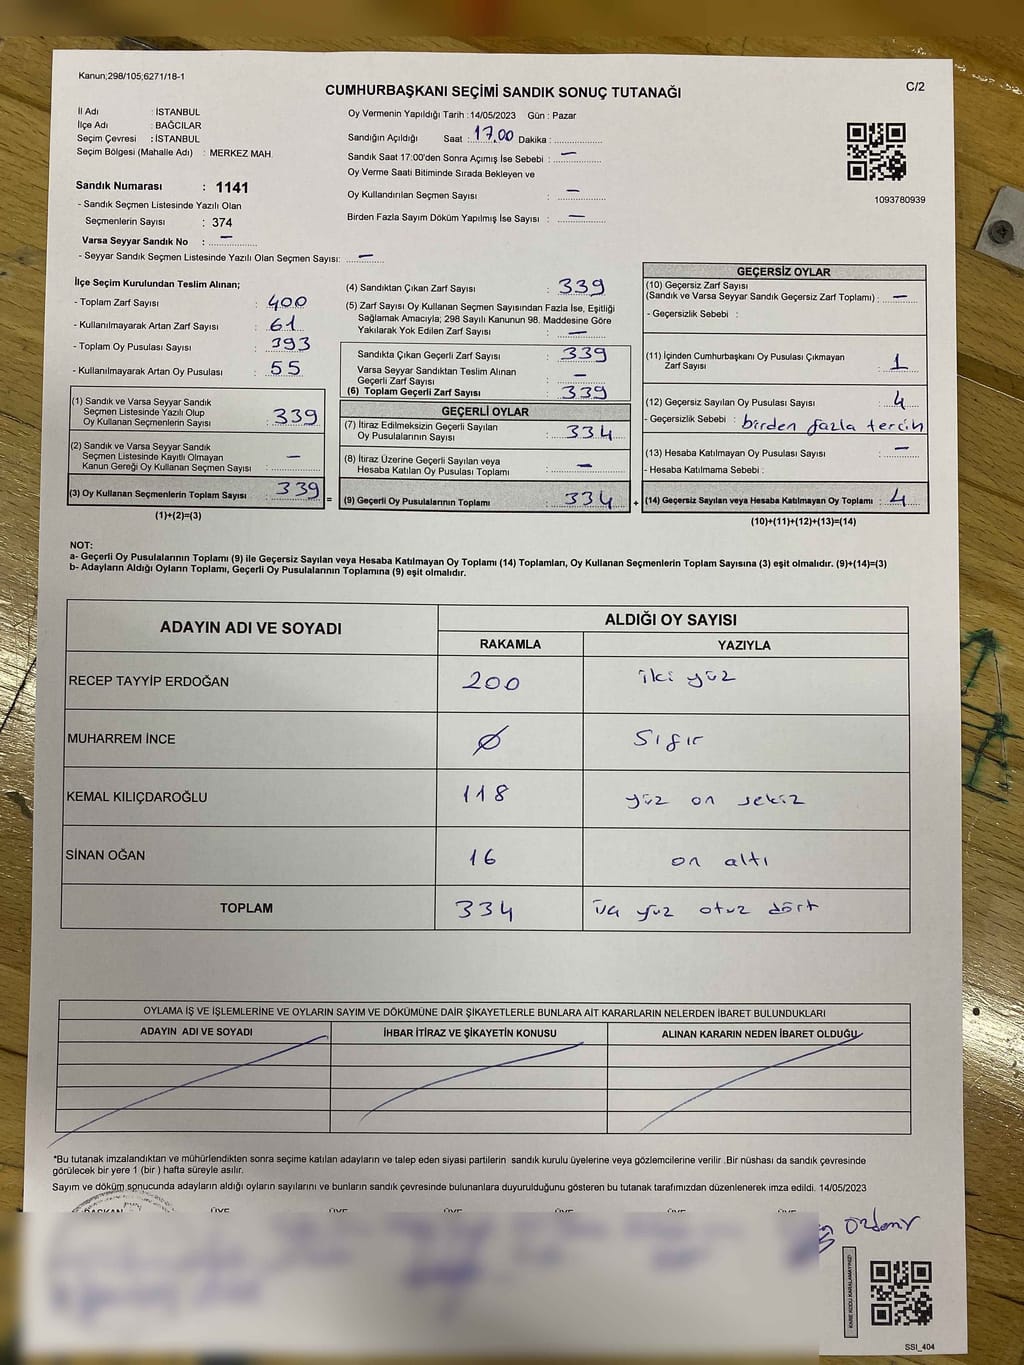 Kanun;298/105;6271/18-1
CUMHURBAŞKANI SEÇİMİ SANDIK SONUÇ TUTANAĞI
C/2
İl Adı : İSTANBUL
İlçe Adı : BAĞCILAR
Seçim Çevresi : İSTANBUL
Seçim Bölgesi (Mahalle Adı) : MERKEZ MAH.
Sandık Numarası : 1141
- Sandık Seçmen Listesinde Yazılı Olan
Seçmenlerin Sayısı : 374
Varsa Seyyar Sandık No : —
- Seyyar Sandık Seçmen Listesinde Yazılı Olan Seçmen Sayısı: —
Oy Vermenin Yapıldığı Tarih :14/05/2023 Gün : Pazar
Sandığın Açıldığı Saat : 17.00 Dakika :
Sandık Saat 17:00'den Sonra Açımış İse Sebebi : —
Oy Verme Saati Bitiminde Sırada Bekleyen ve
Oy Kullandırılan Seçmen Sayısı : —
Birden Fazla Sayım Döküm Yapılmış İse Sayısı : —
1093780939
İlçe Seçim Kurulundan Teslim Alınan;
- Toplam Zarf Sayısı : 400
- Kullanılmayarak Artan Zarf Sayısı : 61
- Toplam Oy Pusulası Sayısı : 393
- Kullanılmayarak Artan Oy Pusulası : 55
(1) Sandık ve Varsa Seyyar Sandık
Seçmen Listesinde Yazılı Olup
Oy Kullanan Seçmenlerin Sayısı : 339
(2) Sandık ve Varsa Seyyar Sandık
Seçmen Listesinde Kayıtlı Olmayan
Kanun Gereği Oy Kullanan Seçmen Sayısı : —
(3) Oy Kullanan Seçmenlerin Toplam Sayısı : 339 =
(1)+(2)=(3)
(4) Sandıktan Çıkan Zarf Sayısı : 339
(5) Zarf Sayısı Oy Kullanan Seçmen Sayısından Fazla İse, Eşitliği
Sağlamak Amacıyla; 298 Sayılı Kanunun 98. Maddesine Göre
Yakılarak Yok Edilen Zarf Sayısı : —
Sandıkta Çıkan Geçerli Zarf Sayısı : 339
Varsa Seyyar Sandıktan Teslim Alınan
Geçerli Zarf Sayısı : —
(6) Toplam Geçerli Zarf Sayısı : 339
GEÇERLİ OYLAR
(7) İtiraz Edilmeksizin Geçerli Sayılan
Oy Pusulalarının Sayısı : 334
(8) İtiraz Üzerine Geçerli Sayılan veya
Hesaba Katılan Oy Pusulası Toplamı : —
(9) Geçerli Oy Pusulalarının Toplamı : 334 +
GEÇERSİZ OYLAR
(10) Geçersiz Zarf Sayısı
(Sandık ve Varsa Seyyar Sandık Geçersiz Zarf Toplamı) : —
- Geçersizlik Sebebi :
(11) İçinden Cumhurbaşkanı Oy Pusulası Çıkmayan
Zarf Sayısı : 1
(12) Geçersiz Sayılan Oy Pusulası Sayısı : 4
- Geçersizlik Sebebi : birden fazla tercih
(13) Hesaba Katılmayan Oy Pusulası Sayısı : —
- Hesaba Katılmama Sebebi :
(14) Geçersiz Sayılan veya Hesaba Katılmayan Oy Toplamı : 4
(10)+(11)+(12)+(13)=(14)
NOT:
a- Geçerli Oy Pusulalarının Toplamı (9) ile Geçersiz Sayılan veya Hesaba Katılmayan Oy Toplamı (14) Toplamları, Oy Kullanan Seçmenlerin Toplam Sayısına (3) eşit olmalıdır. (9)+(14)=(3)
b- Adayların Aldığı Oyların Toplamı, Geçerli Oy Pusulalarının Toplamına (9) eşit olmalıdır.
ADAYIN ADI VE SOYADI
ALDIĞI OY SAYISI
RAKAMLA YAZIYLA
RECEP TAYYİP ERDOĞAN 200 iki yüz
MUHARREM İNCE 0 Sıfır
KEMAL KILIÇDAROĞLU 118 yüz on sekiz
SİNAN OĞAN 16 on altı
TOPLAM 334 üç yüz otuz dört
OYLAMA İŞ VE İŞLEMLERİNE VE OYLARIN SAYIM VE DÖKÜMÜNE DAİR ŞİKAYETLERLE BUNLARA AİT KARARLARIN NELERDEN İBARET BULUNDUKLARI
ADAYIN ADI VE SOYADI İHBAR İTİRAZ VE ŞİKAYETİN KONUSU ALINAN KARARIN NEDEN İBARET OLDUĞU
*Bu tutanak imzalandıktan ve mühürlendikten sonra seçime katılan adayların ve talep eden siyasi partilerin sandık kurulu üyelerine veya gözlemcilerine verilir .Bir nüshası da sandık çevresinde
görülecek bir yere 1 (bir ) hafta süreyle asılır.
Sayım ve döküm sonucunda adayların aldığı oyların sayılarını ve bunların sandık çevresinde bulunanlara duyurulduğunu gösteren bu tutanak tarafımızdan düzenlenerek imza edildi. 14/05/2023
BAŞKAN ÜYE ÜYE ÜYE ÜYE ÜYE ÜYE
KARE KODU KARALAMAYINIZ!
SSI_404